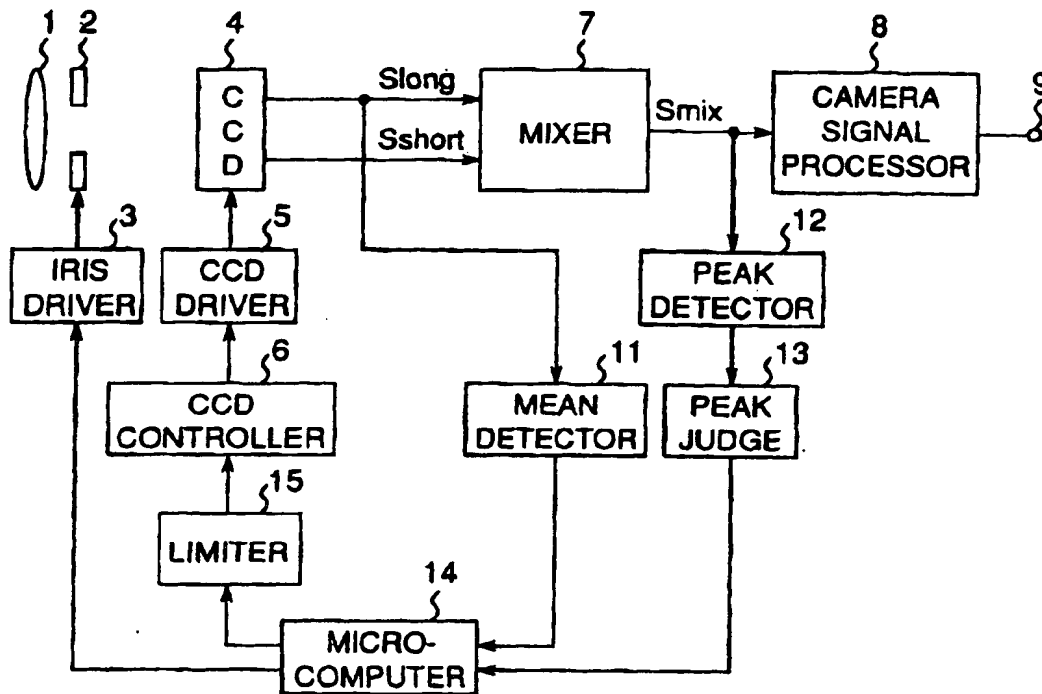 1
2
4
7
8
9
C
C
D
Slong
Sshort
MIXER
Smix
CAMERA
SIGNAL
PROCESSOR
3
IRIS
DRIVER
5
CCD
DRIVER
12
PEAK
DETECTOR
6
CCD
CONTROLLER
11
MEAN
DETECTOR
13
PEAK
JUDGE
15
LIMITER
14
MICRO-
COMPUTER